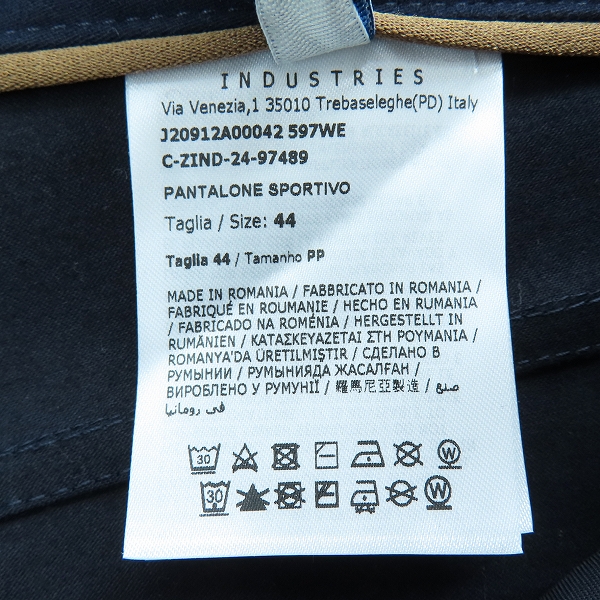 INDUSTRIES
Via Venezia,1 35010 Trebaseleghe(PD) Italy
J20912A00042 597WE
C-ZIND-24-97489
PANTALONE SPORTIVO
Taglia / Size: 44
Taglia 44 / Tamanho PP
MADE IN ROMANIA / FABBRICATO IN ROMANIA /
FABRIQUÉ EN ROUMANIE / HECHO EN RUMANIA
/ FABRICADO NA ROMÉNIA / HERGESTELLT IN
RUMÄNIEN / ΚΑΤΑΣΚΕΥΑΖΕΤΑΙ ΣΤΗ ΡΟΥΜΑΝΙΑ /
ROMANYA'DA ÜRETILMIŞTIR / СДЕЛАНО В
РУМЫНИИ / РУМЫНИЯДА ЖАСАЛҒАН /
ВИРОБЛЕНО У РУМУНІЇ / 羅馬尼亞製造 / صنع
في رومانيا
30 W
30 W